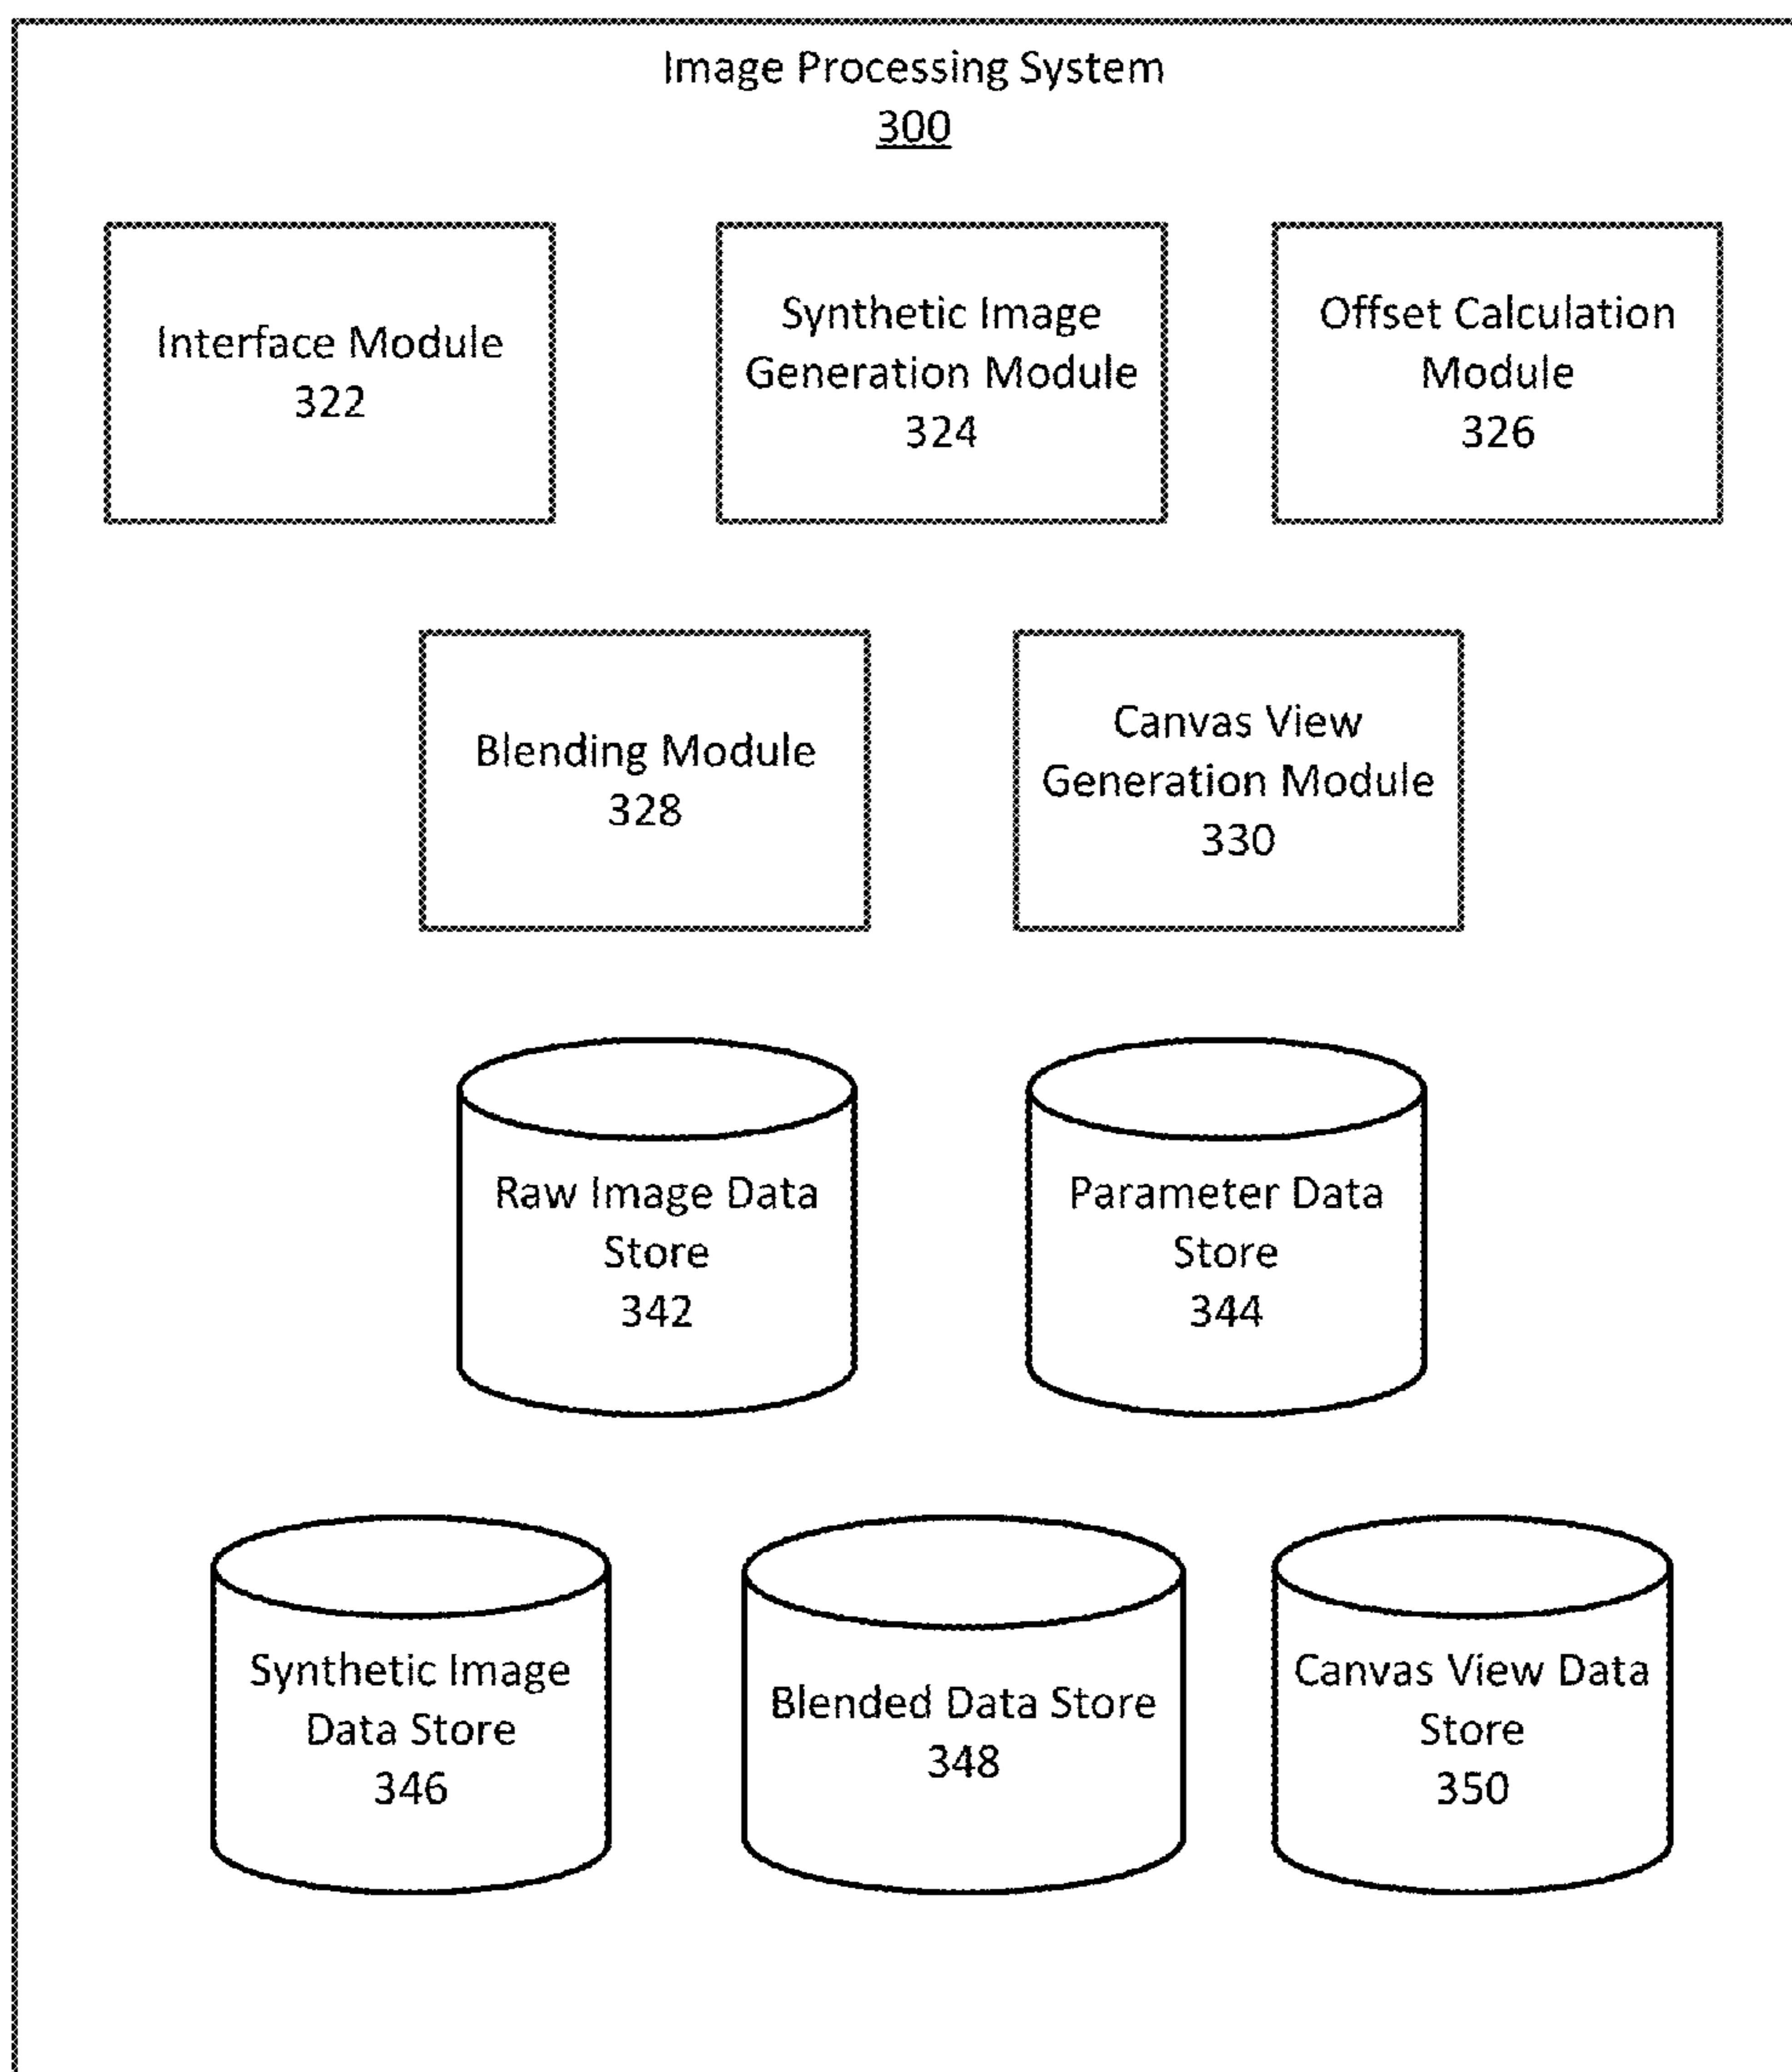 Image Processing System
300
Interface Module
322
Synthetic Image
Generation Module
324
Offset Calculation
Module
326
Blending Module
328
Canvas View
Generation Module
330
Raw Image Data
Store
342
Parameter Data
Store
344
Synthetic Image
Data Store
346
Blended Data Store
348
Canvas View Data
Store
350